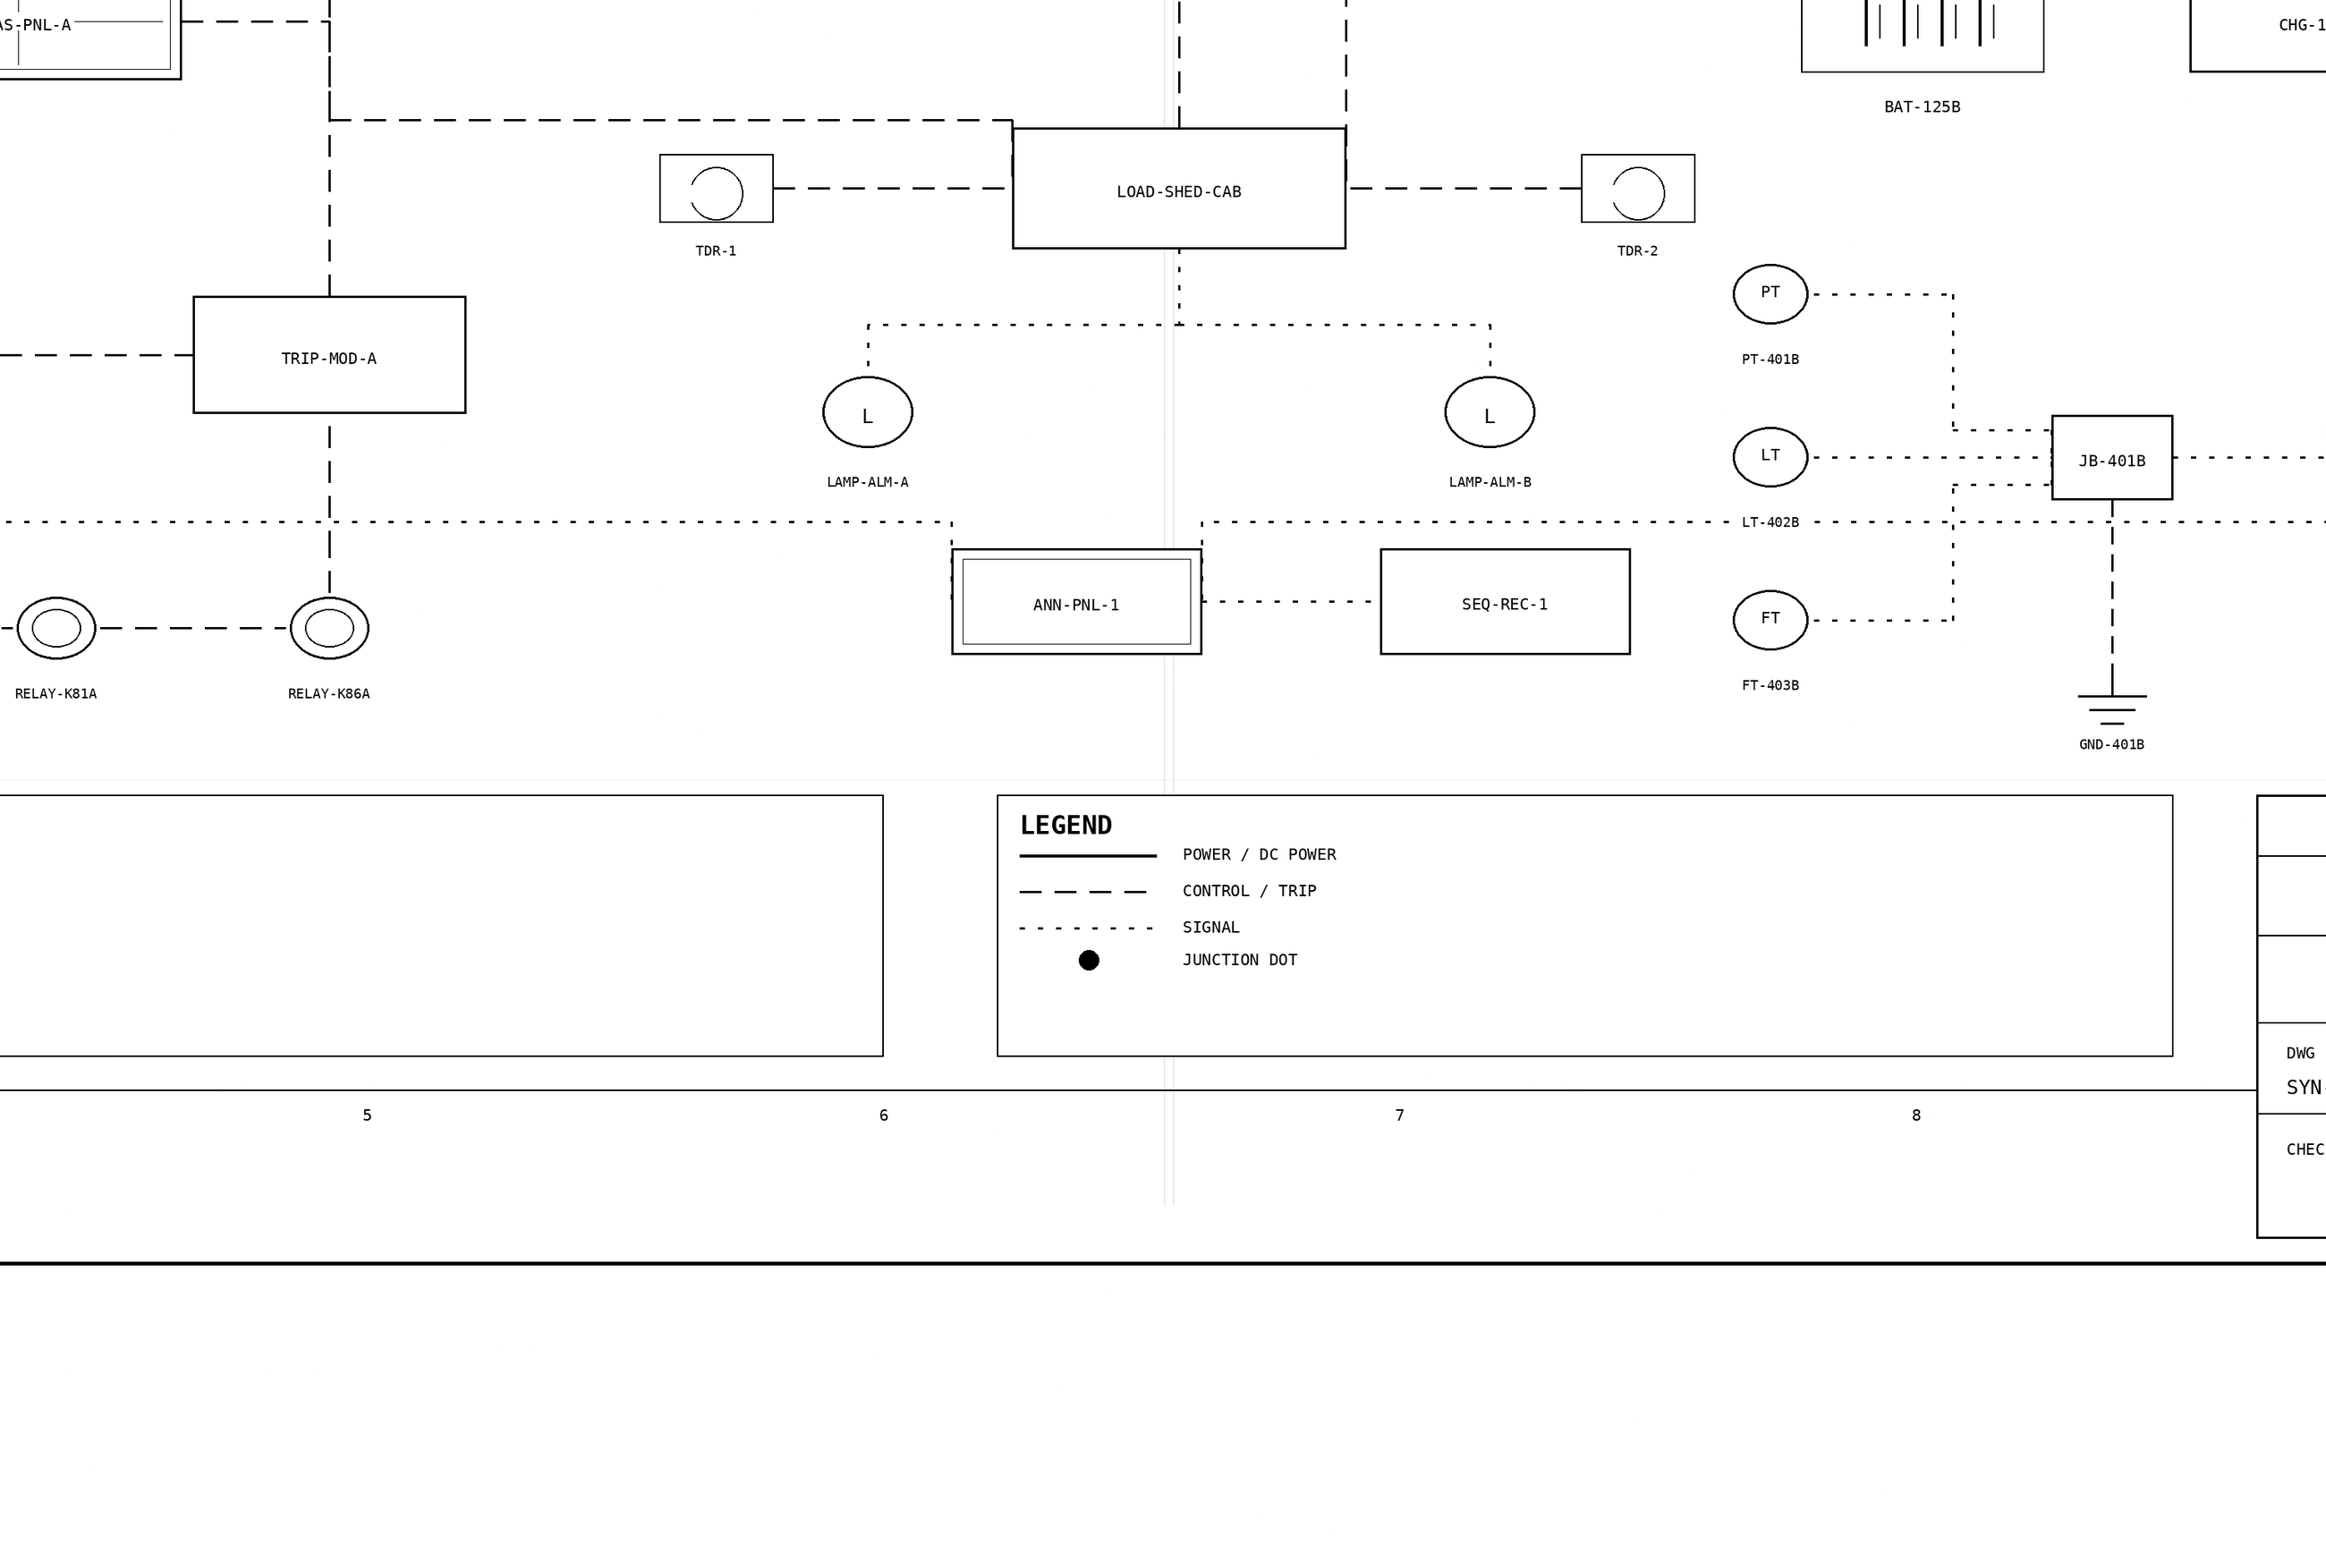 AS-PNL-A
CHG-1
BAT-125B
LOAD-SHED-CAB
TDR-1
TDR-2
PT
TRIP-MOD-A
PT-401B
L
L
LT
JB-401B
LAMP-ALM-A
LAMP-ALM-B
LT-402B
ANN-PNL-1
SEQ-REC-1
FT
RELAY-K81A
RELAY-K86A
FT-403B
GND-401B
LEGEND
POWER / DC POWER
CONTROL / TRIP
SIGNAL
JUNCTION DOT
DWG
SYN-
5
6
7
8
CHEC